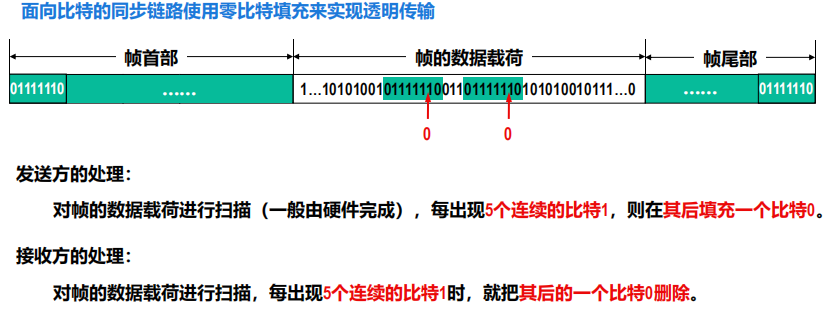 面向比特的同步链路使用零比特填充来实现透明传输
帧首部 帧的数据载荷 帧尾部
01111110 …… 1…101010010111111001101111110101010010111…0 …… 01111110
0 0
发送方的处理：
对帧的数据载荷进行扫描（一般由硬件完成），每出现5个连续的比特1，则在其后填充一个比特0。
接收方的处理：
对帧的数据载荷进行扫描，每出现5个连续的比特1时，就把其后的一个比特0删除。